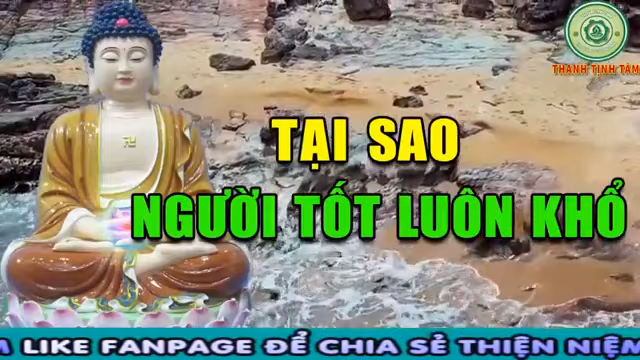 THANH TỊNH TÂM
TẠI SAO
NGƯỜI TỐT LUÔN KHỔ
LIKE FANPAGE ĐỂ CHIA SẺ THIỆN NIỆM